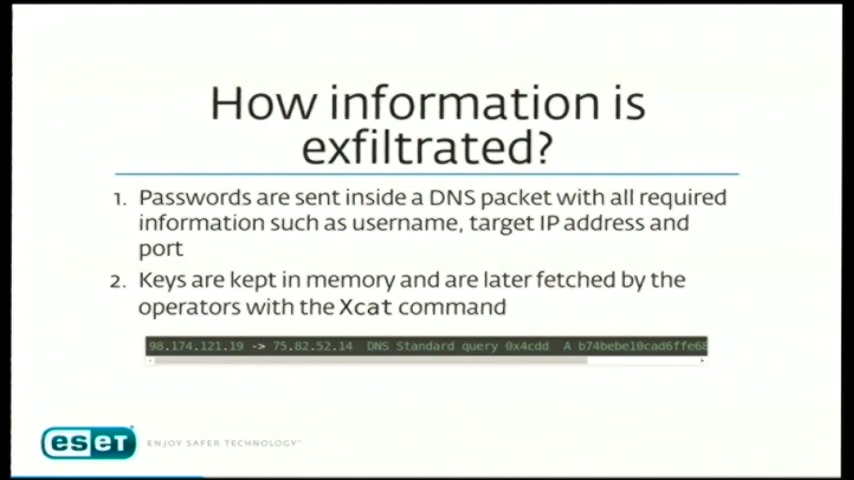 How information is
exfiltrated?
1. Passwords are sent inside a DNS packet with all required
information such as username, target IP address and
port
2. Keys are kept in memory and are later fetched by the
operators with the Xcat command
98.174.121.19 -> 75.82.52.14 DNS Standard query 0x4cdd A b74bebe10cad6ffe68
eset ENJOY SAFER TECHNOLOGY™